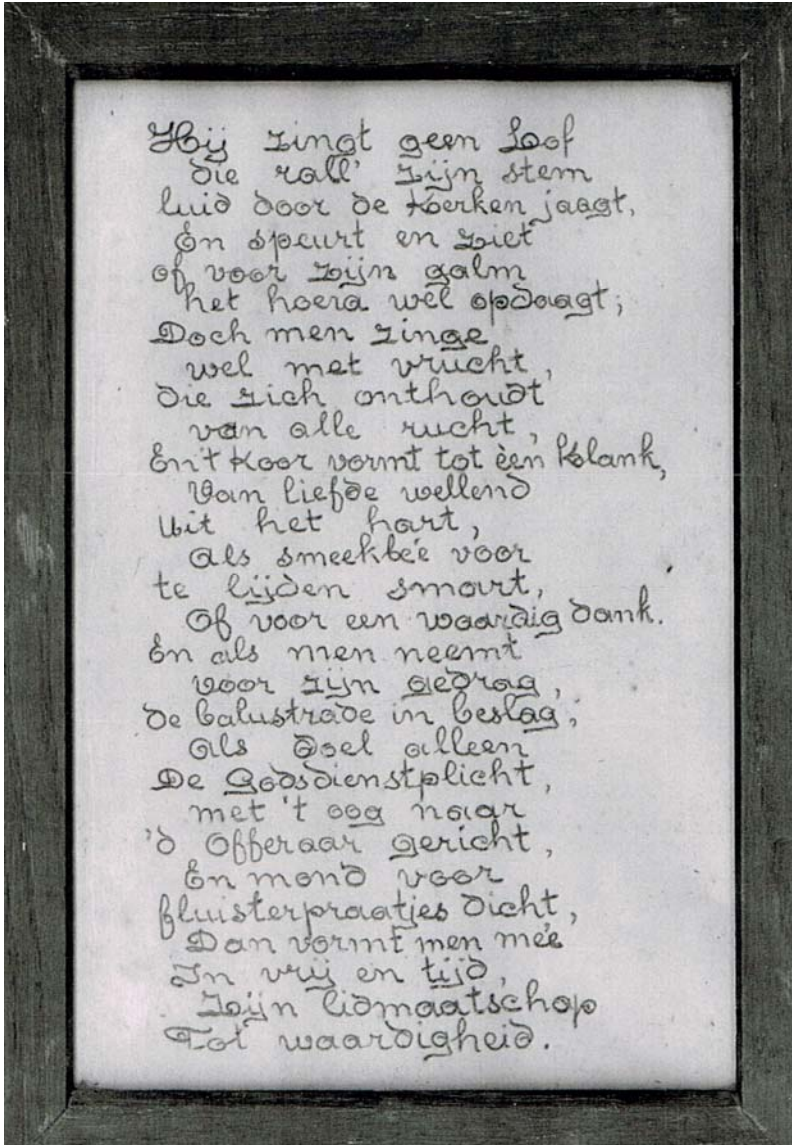 Hij zingt geen Lof
die rall' zijn stem
luid door de Kerken jaagt,
En speurt en ziet
of voor zijn galm
het hoera wel opdaagt;
Doch men zinge
wel met vrucht,
die zich onthoudt
van alle rucht,
En 't Koor vormt tot èen Klank,
Van liefde wellend
Uit het hart,
als smeekbeé voor
te lijden smart,
Of voor een waardig dank.
En als men neemt
voor zijn gedrag,
de balustrade in beslag,
als doel alleen
De Godsdienstplicht,
met 't oog naar
'd Offeraar gericht,
En mond voor
fluisterpraatjes dicht,
Dan vormt men meé
In vrij en tijd,
Zijn lidmaatschap
Tot waardigheid.